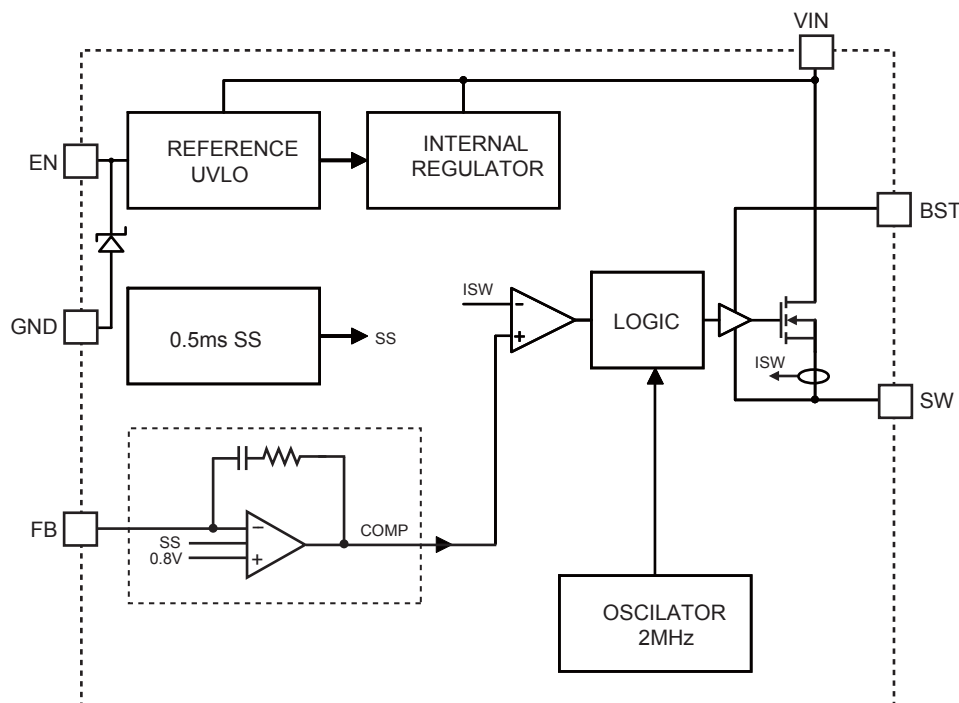 VIN
EN
REFERENCE
UVLO
INTERNAL
REGULATOR
BST
GND
0.5ms SS
SS
ISW
LOGIC
ISW
SW
FB
SS
0.8V
COMP
OSCILATOR
2MHz